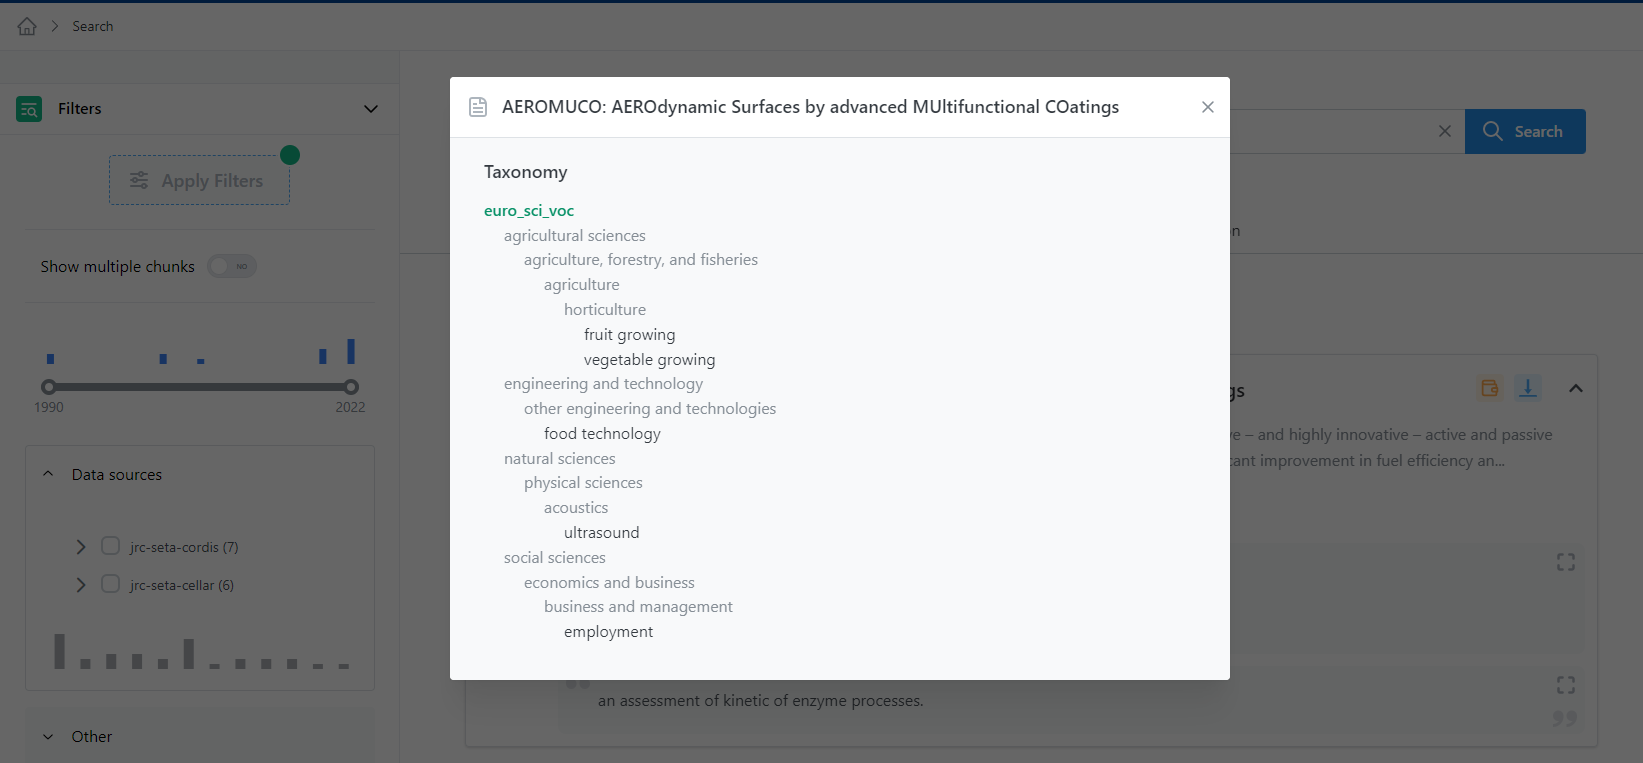 Search
Filters
Apply Filters
Show multiple chunks NO
1990 2022
Data sources
jrc-seta-cordis (7)
jrc-seta-cellar (6)
Other
AEROMUCO: AEROdynamic Surfaces by advanced MUltifunctional COatings
Taxonomy
euro_sci_voc
agricultural sciences
agriculture, forestry, and fisheries
agriculture
horticulture
fruit growing
vegetable growing
engineering and technology
other engineering and technologies
food technology
natural sciences
physical sciences
acoustics
ultrasound
social sciences
economics and business
business and management
employment
Search
n
gs
ve – and highly innovative – active and passive
cant improvement in fuel efficiency an...
an assessment of kinetic of enzyme processes.